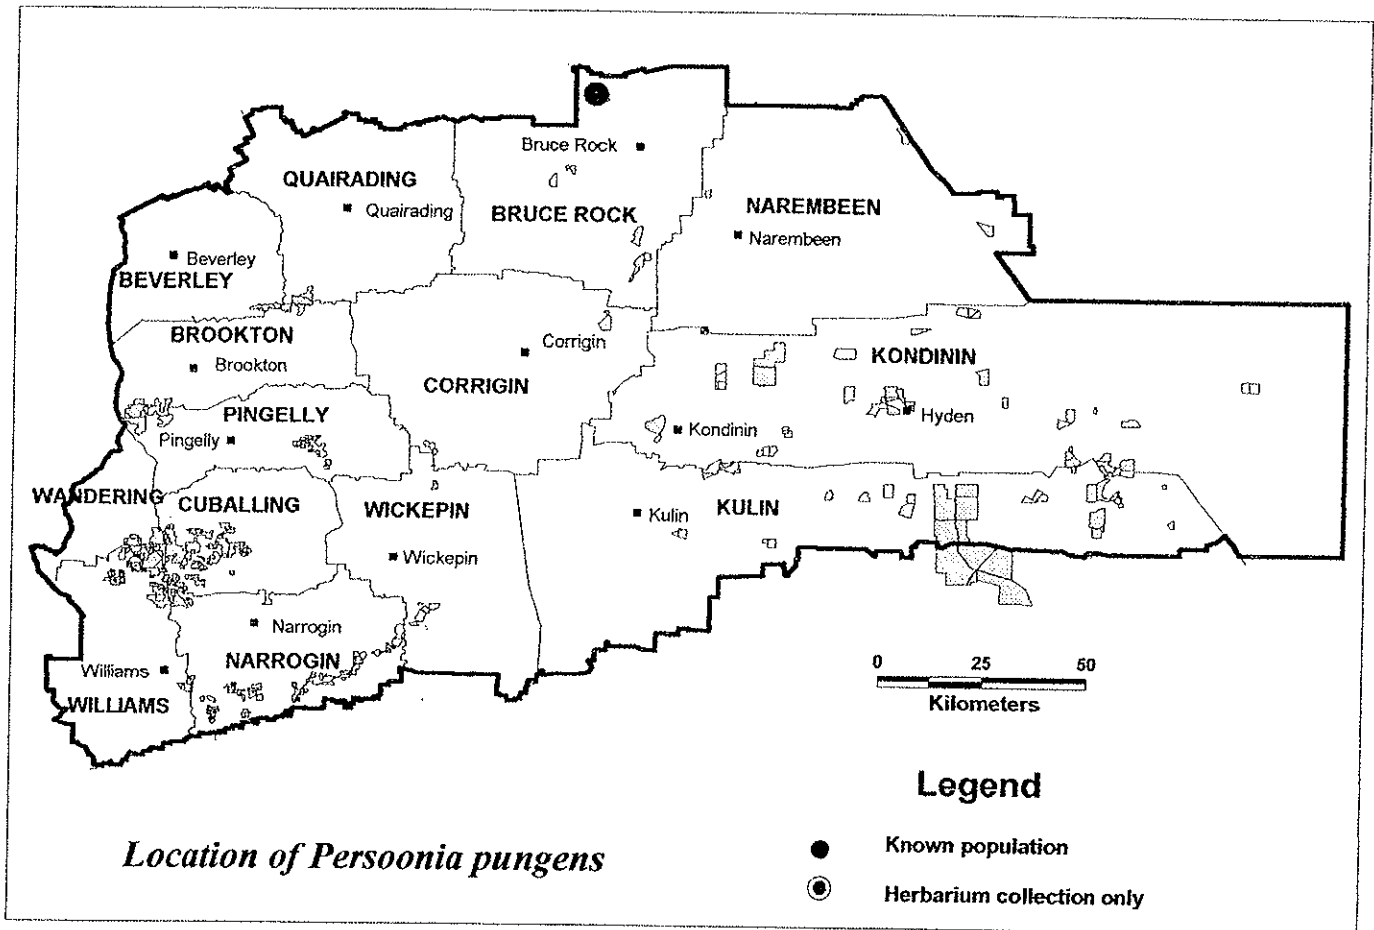 Bruce Rock
QUAIRADING
Quairading
BRUCE ROCK
NAREMBEEN
Narembeen
Beverley
BEVERLEY
BROOKTON
Brookton
Corrigin
CORRIGIN
KONDININ
Hyden
PINGELLY
Pingelly
Kondinin
WANDERING
CUBALLING
WICKEPIN
Wickepin
Kulin
KULIN
Narrogin
NARROGIN
Williams
WILLIAMS
0 25 50
Kilometers
Legend
Known population
Herbarium collection only
Location of Persoonia pungens